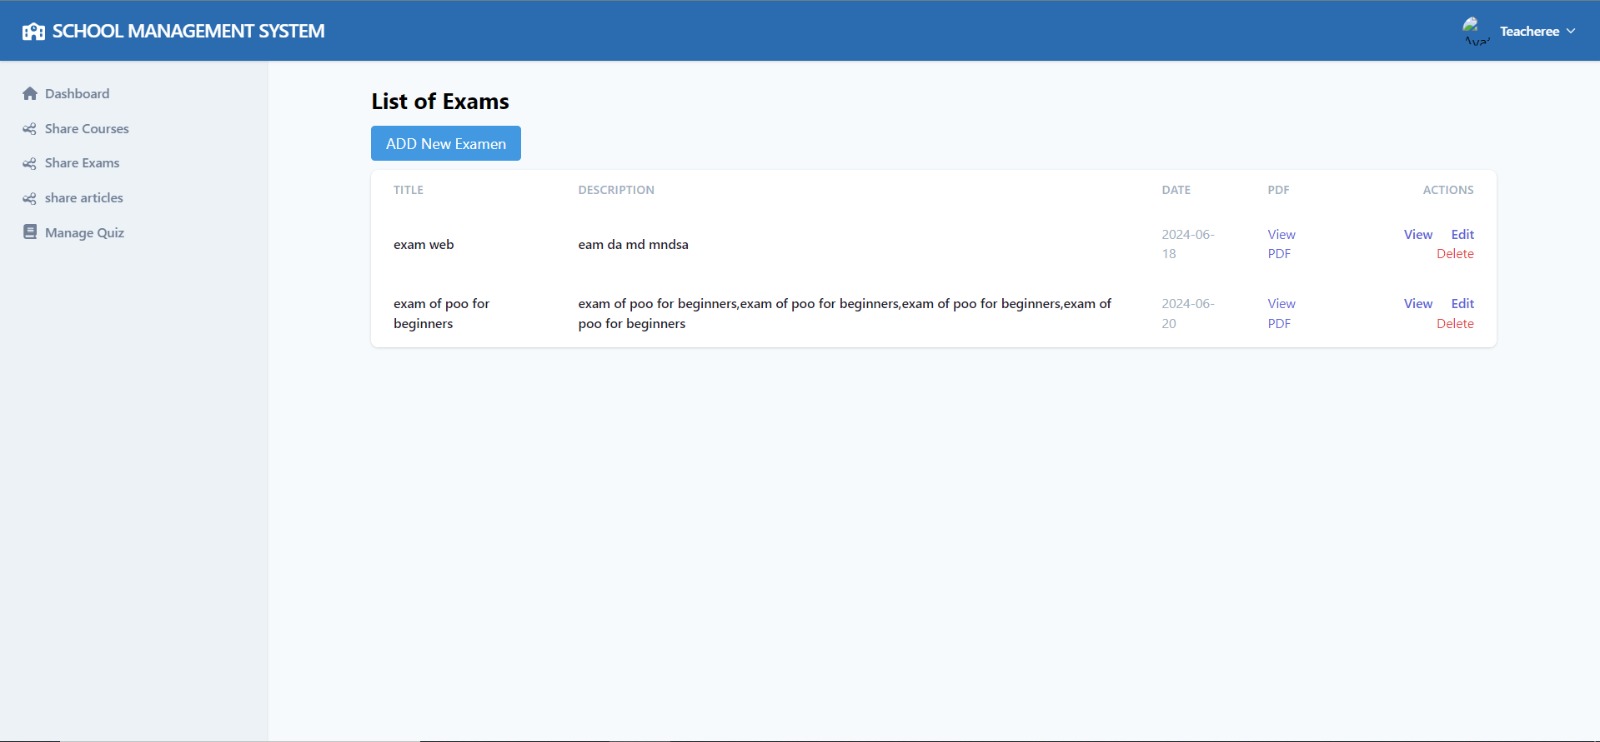 SCHOOL MANAGEMENT SYSTEM
Teacheree
Dashboard
Share Courses
Share Exams
share articles
Manage Quiz
List of Exams
ADD New Examen
TITLE DESCRIPTION DATE PDF ACTIONS
exam web eam da md mndsa 2024-06- View View Edit
18 PDF Delete
exam of poo for exam of poo for beginners,exam of poo for beginners,exam of poo for beginners,exam of 2024-06- View View Edit
beginners poo for beginners 20 PDF Delete